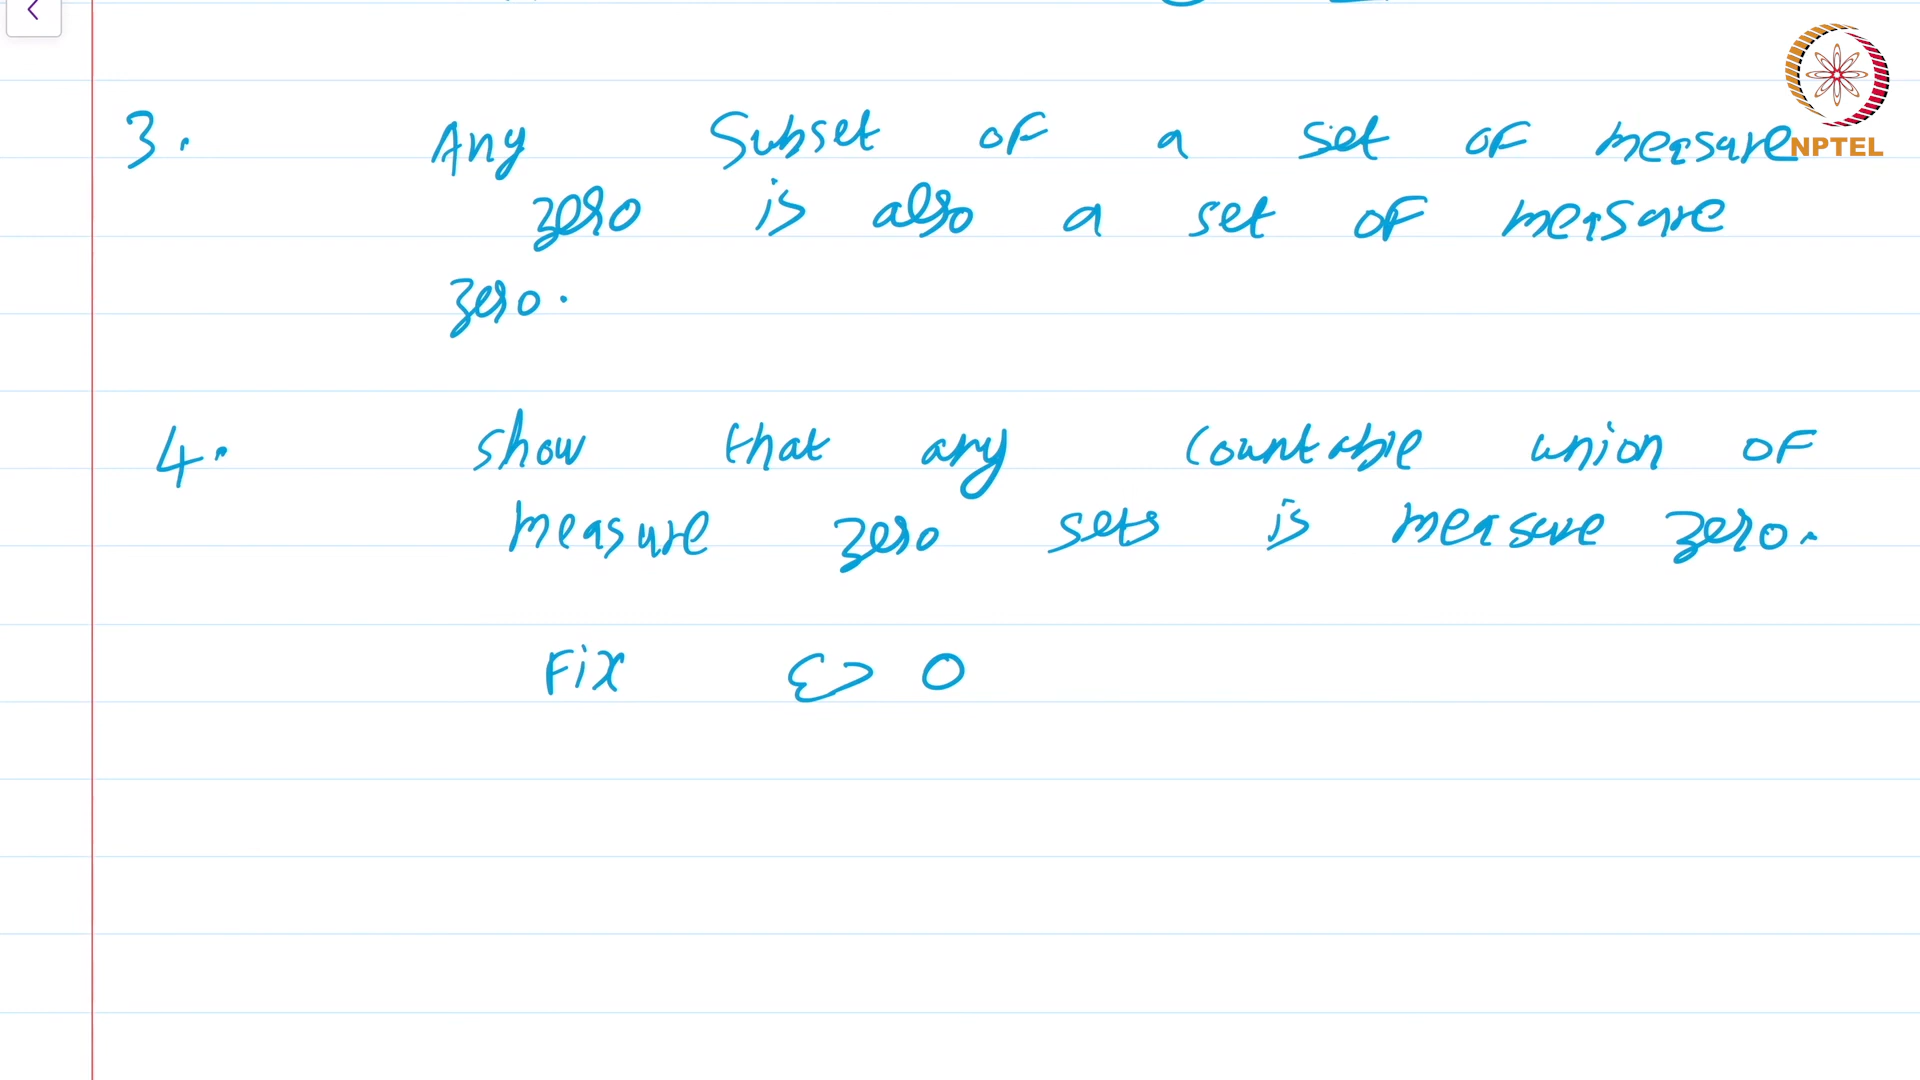 NPTEL
3. Any Subset of a set of measure
zero is also a set of measure
zero.
4. show that any countable union of
measure zero sets is measure zero.
Fix ε > 0